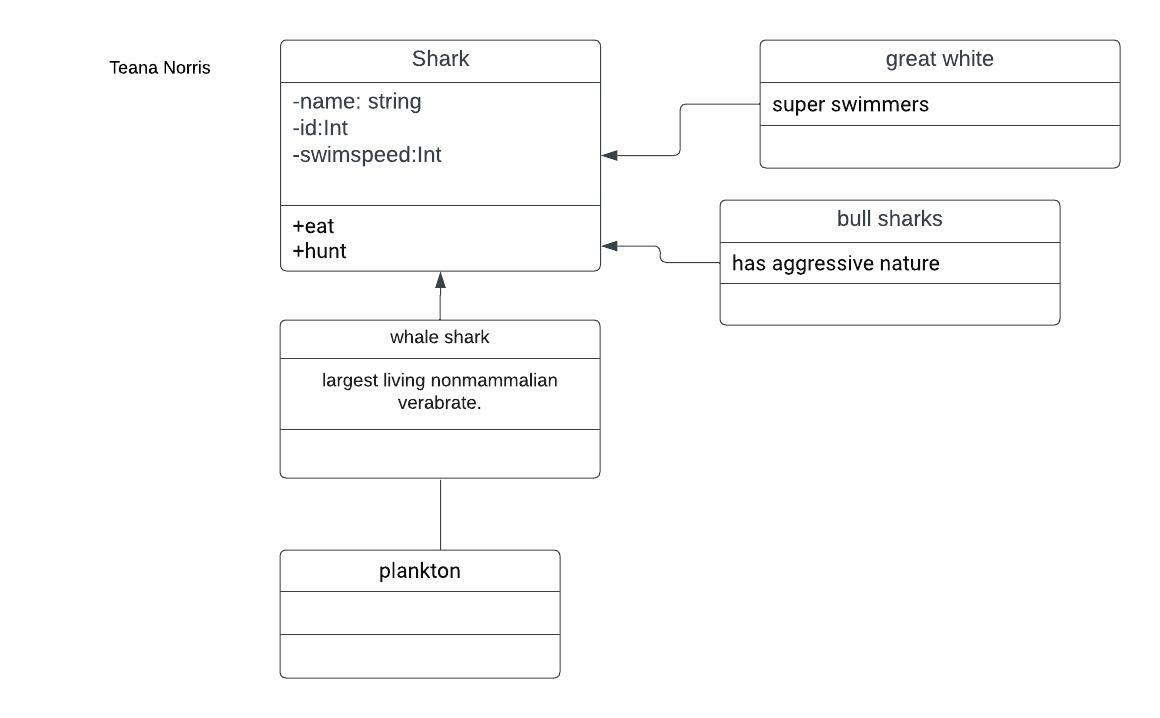 Teana Norris
Shark
-name: string
-id:Int
-swimspeed:Int
+eat
+hunt
great white
super swimmers
bull sharks
has aggressive nature
whale shark
largest living nonmammalian
verabrate.
plankton